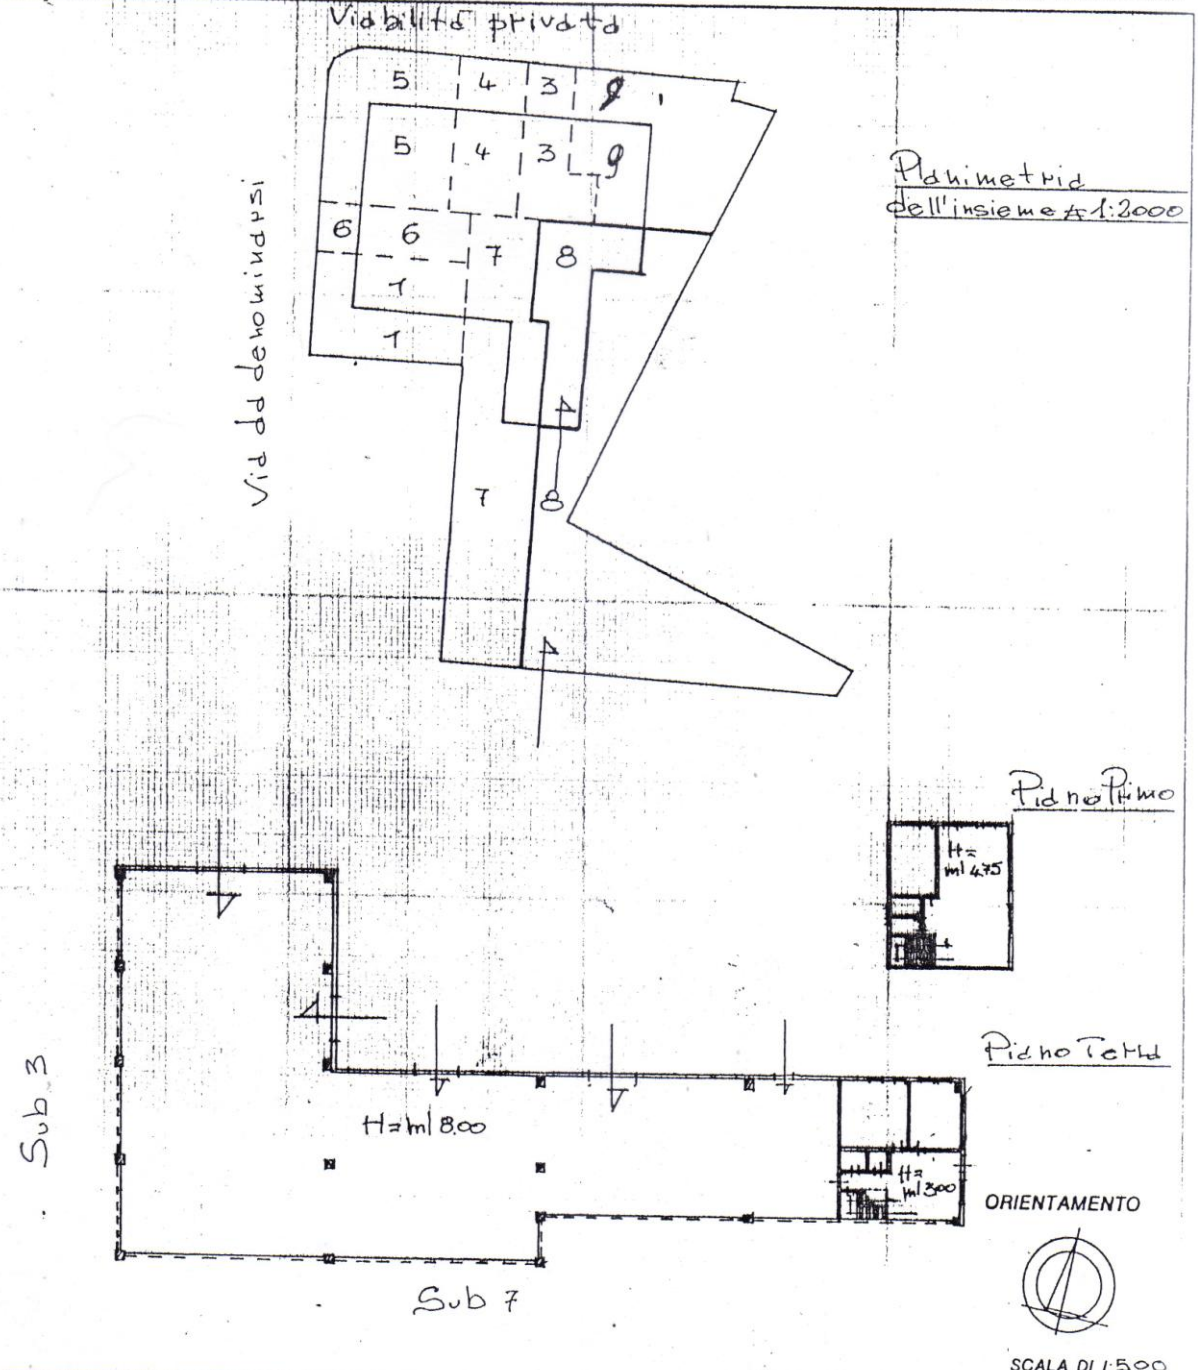 Viabilità privata
5 4 3 9
5 4 3 9
6 6 7 8
1
1
7
8
Via da denominarsi
Planimetria
dell'insieme 1:2000
Piano Primo
H=
ml 4.75
Piano Terra
H=ml 8.00
H=
ml 3.00
Sub 3
Sub 7
ORIENTAMENTO
SCALA DI 1:500